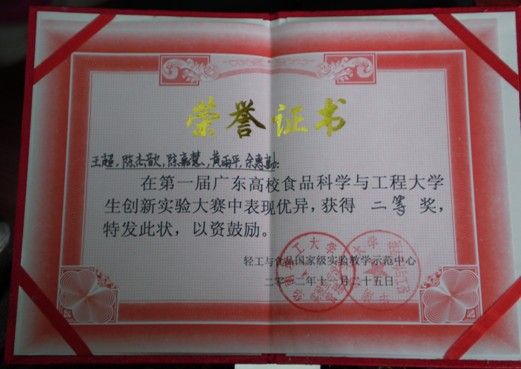 荣誉证书
王超,陈杰歆,陈嘉慧,黄雨平,余惠勤:
在第一届广东高校食品科学与工程大学
生创新实验大赛中表现优异,获得 二等 奖,
特发此状,以资鼓励。
轻工与食品国家级实验教学示范中心
二零一二年十一月二十五日